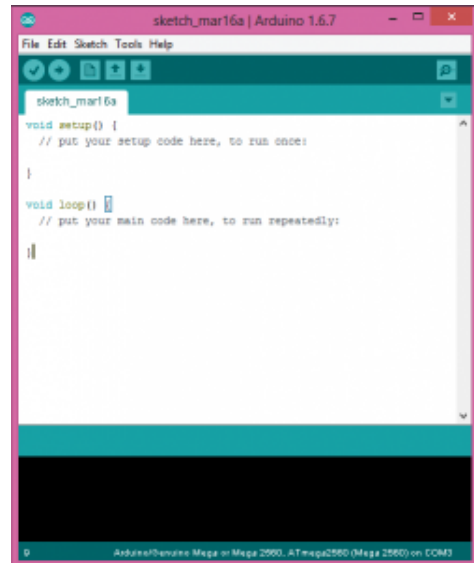 sketch_mar16a | Arduino 1.6.7
File Edit Sketch Tools Help
sketch_mar16a
void setup() {
// put your setup code here, to run once:
}
void loop() {
// put your main code here, to run repeatedly:
}
9
Arduino/Genuino Mega or Mega 2560, ATmega2560 (Mega 2560) on COM3